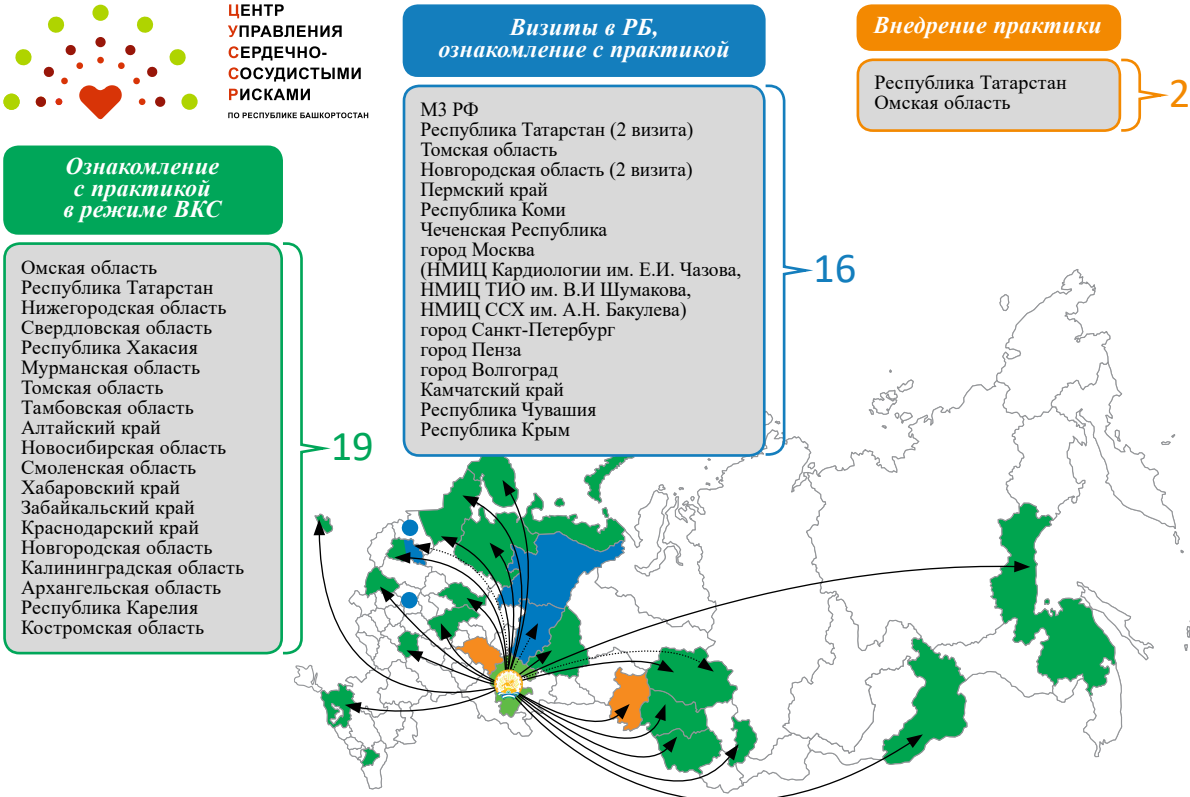 ЦЕНТР
УПРАВЛЕНИЯ
СЕРДЕЧНО-
СОСУДИСТЫМИ
РИСКАМИ
ПО РЕСПУБЛИКЕ БАШКОРТОСТАН
Ознакомление
с практикой
в режиме ВКС
Омская область
Республика Татарстан
Нижегородская область
Свердловская область
Республика Хакасия
Мурманская область
Томская область
Тамбовская область
Алтайский край
Новосибирская область
Смоленская область
Хабаровский край
Забайкальский край
Краснодарский край
Новгородская область
Калининградская область
Архангельская область
Республика Карелия
Костромская область
19
Визиты в РБ,
ознакомление с практикой
МЗ РФ
Республика Татарстан (2 визита)
Томская область
Новгородская область (2 визита)
Пермский край
Республика Коми
Чеченская Республика
город Москва
(НМИЦ Кардиологии им. Е.И. Чазова,
НМИЦ ТИО им. В.И Шумакова,
НМИЦ ССХ им. А.Н. Бакулева)
город Санкт-Петербург
город Пенза
город Волгоград
Камчатский край
Республика Чувашия
Республика Крым
16
Внедрение практики
Республика Татарстан
Омская область
2